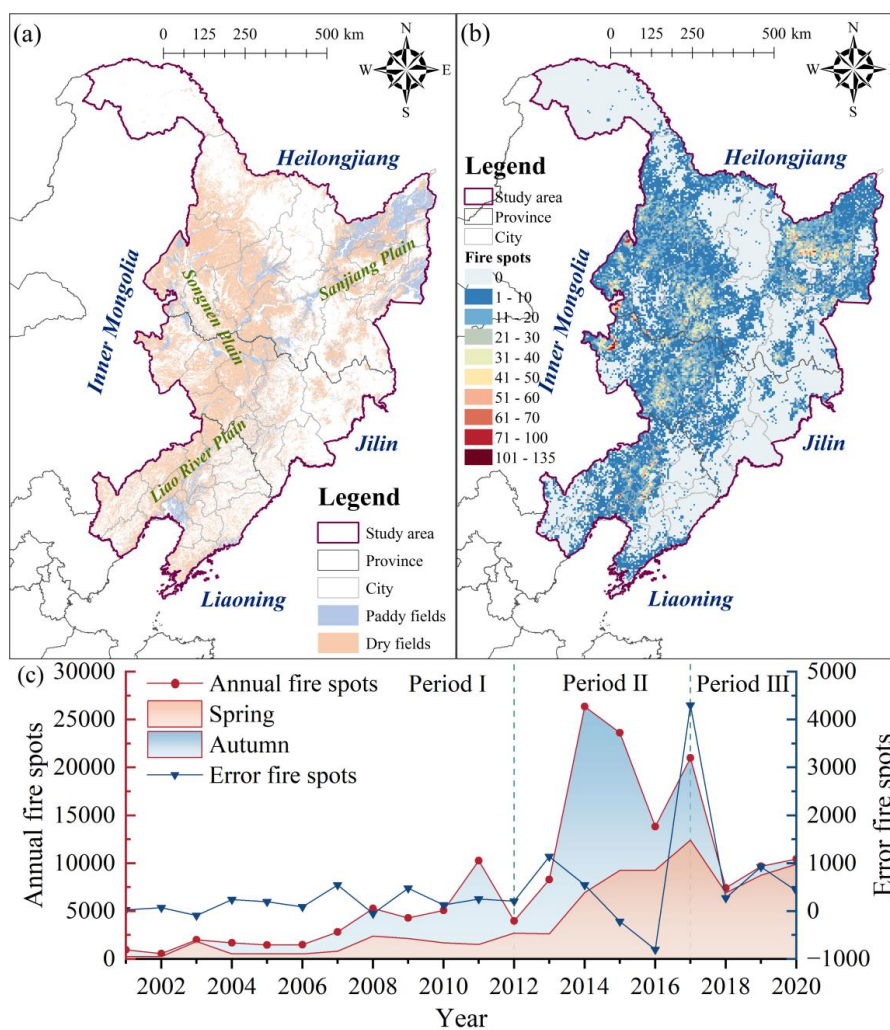 (a)
0 125 250 500 km
N
W E
S
Heilongjiang
Inner Mongolia
Songnen Plain
Sanjiang Plain
Liao River Plain
Jilin
Liaoning
Legend
Study area
Province
City
Paddy fields
Dry fields
(b)
0 125 250 500 km
N
W
S
Heilongjiang
Inner Mongolia
Jilin
Liaoning
Legend
Study area
Province
City
Fire spots
0
1 - 10
11 - 20
21 - 30
31 - 40
41 - 50
51 - 60
61 - 70
71 - 100
101 - 135
(c)
Annual fire spots
Spring
Autumn
Error fire spots
Period I
Period II
Period III
Annual fire spots
30000
25000
20000
15000
10000
5000
0
Error fire spots
5000
4000
3000
2000
1000
0
-1000
2002 2004 2006 2008 2010 2012 2014 2016 2018 2020
Year